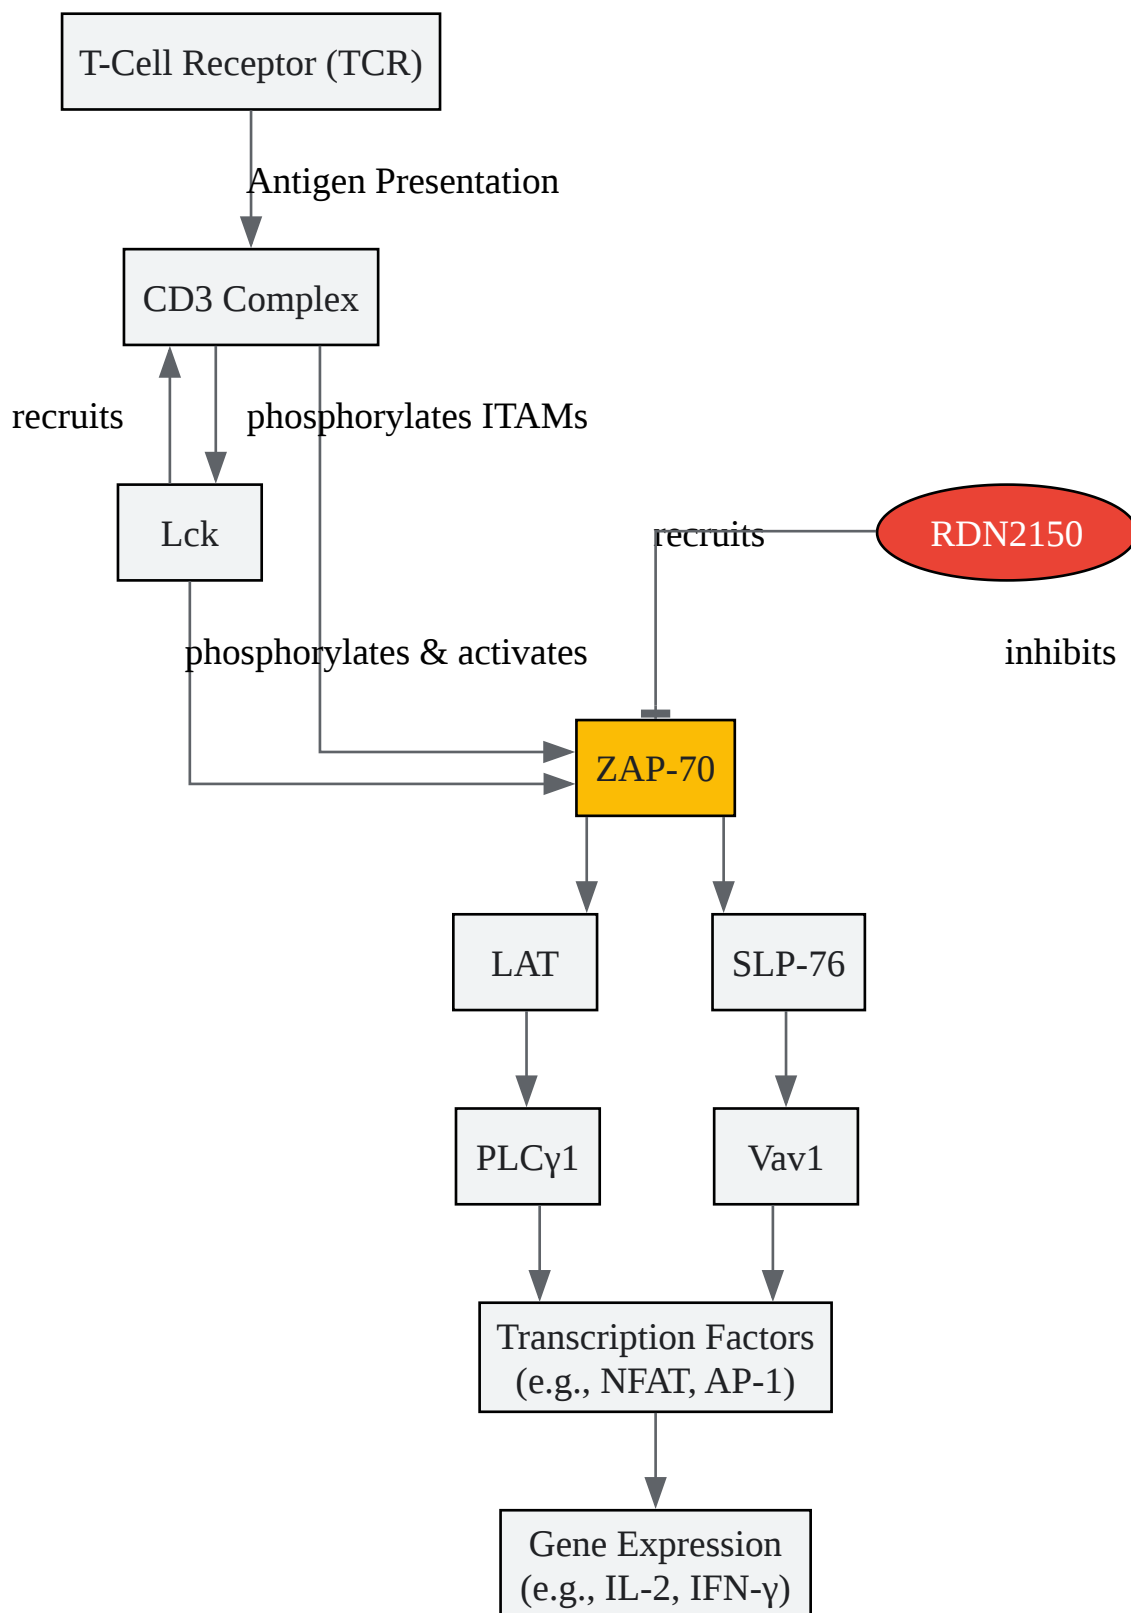 T-Cell Receptor (TCR)
Antigen Presentation
CD3 Complex
recruits
phosphorylates ITAMs
Lck
recruits
RDN2150
phosphorylates & activates
inhibits
ZAP-70
LAT
SLP-76
PLCγ1
Vav1
Transcription Factors
(e.g., NFAT, AP-1)
Gene Expression
(e.g., IL-2, IFN-γ)